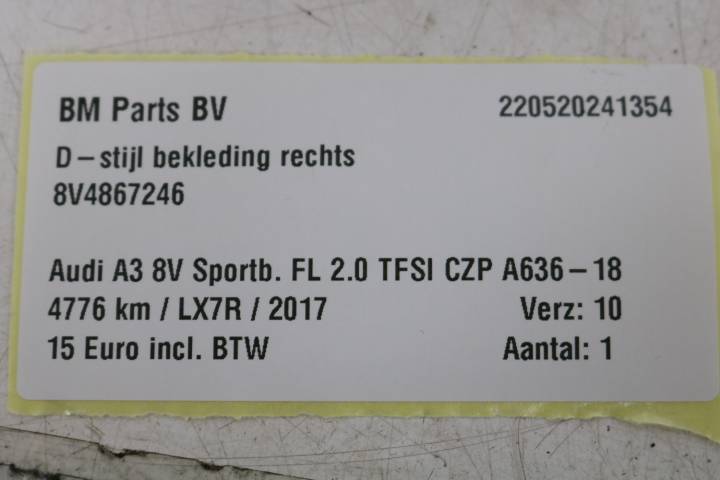 BM Parts BV 220520241354
D-stijl bekleding rechts
8V4867246
Audi A3 8V Sportb. FL 2.0 TFSI CZP A636-18
4776 km / LX7R / 2017 Verz: 10
15 Euro incl. BTW Aantal: 1